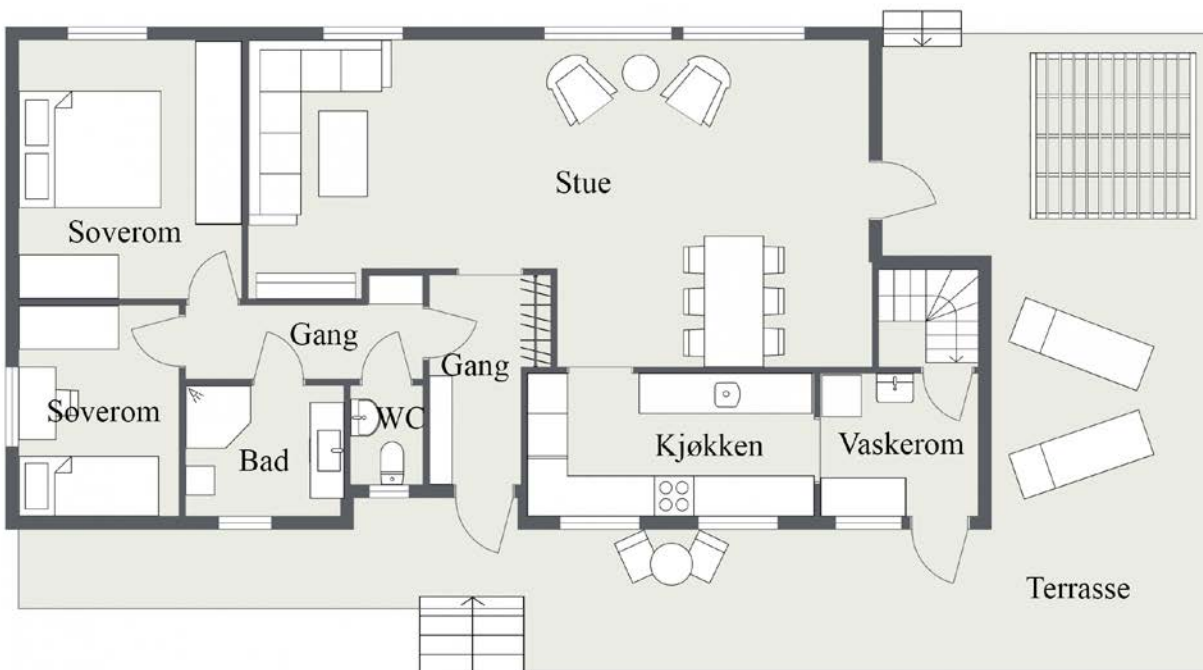 Stue
Soverom
Gang
Gang
Soverom
WC
Bad
Kjøkken
Vaskerom
Terrasse